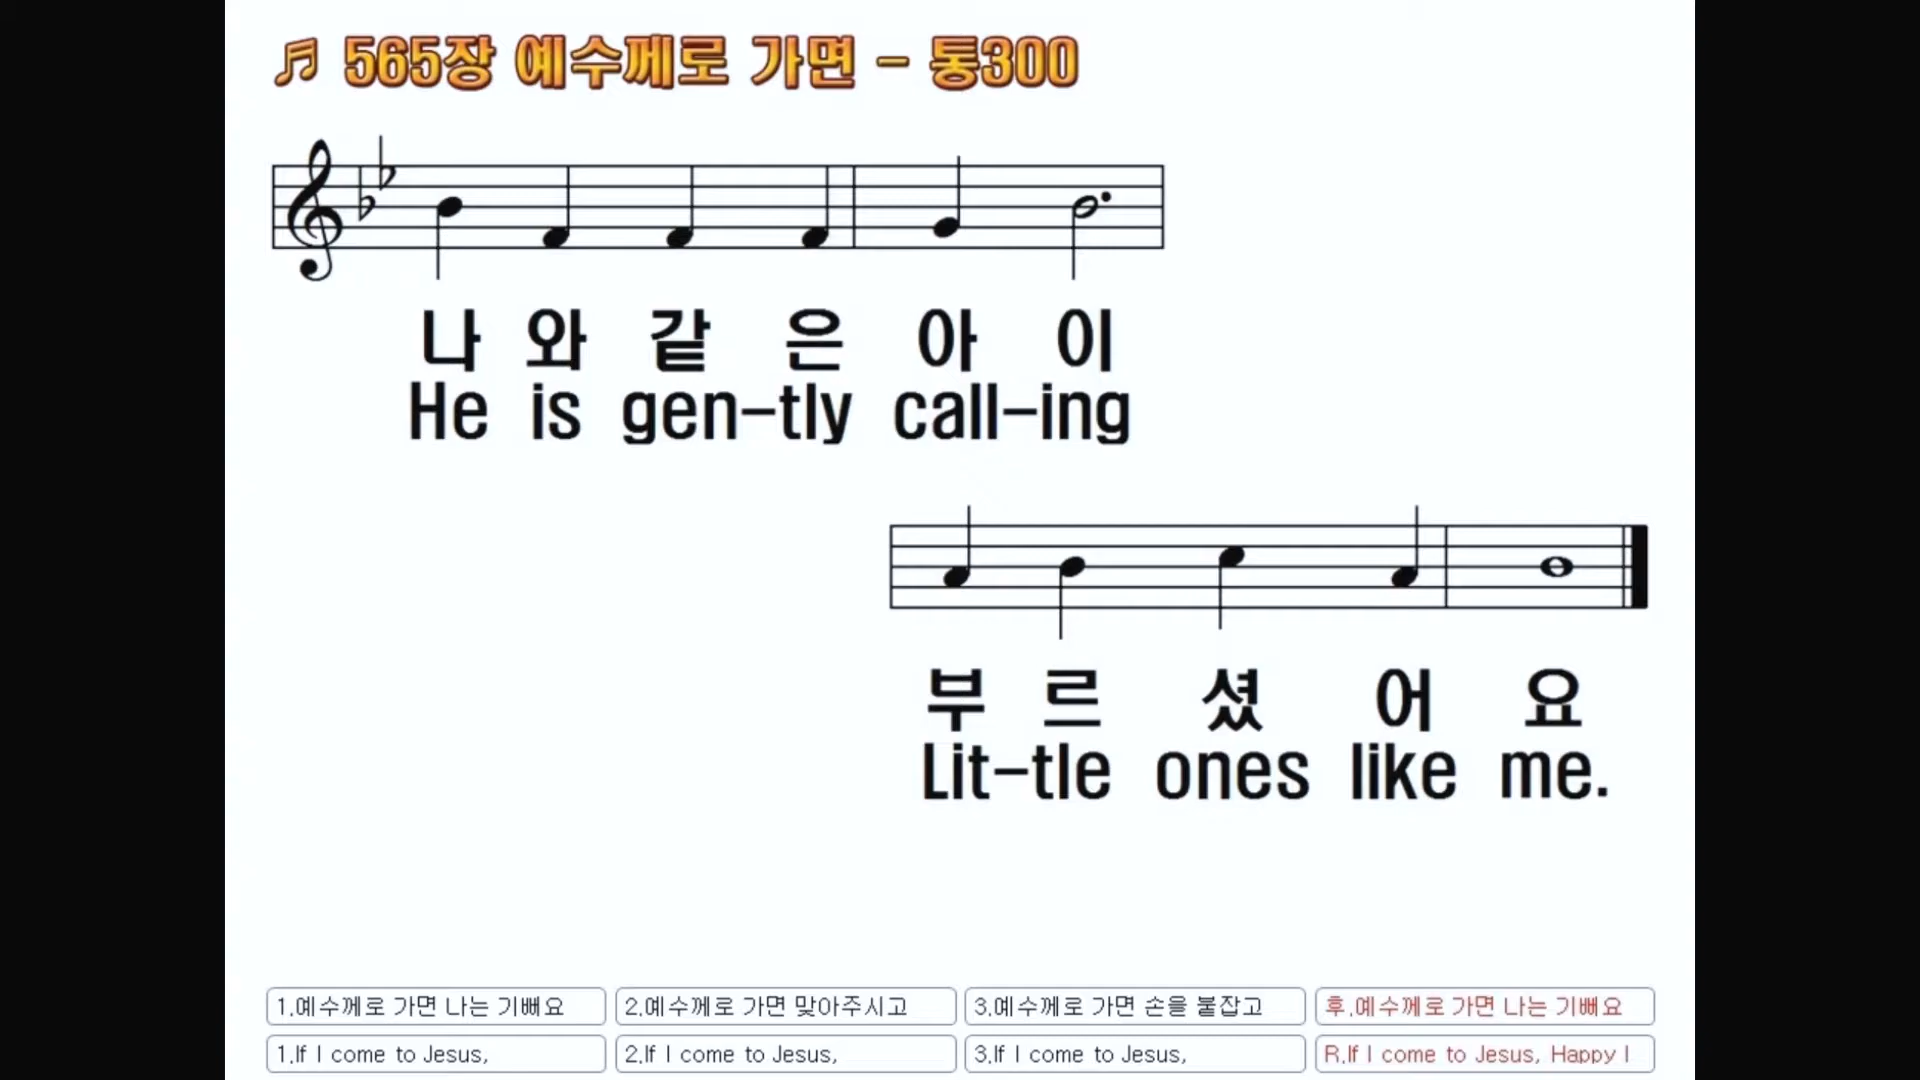 565장 예수께로 가면 - 통300
나 와 같 은 아 이
He is gen-tly call-ing
부 르 셨 어 요
Lit-tle ones like me.
1.예수께로 가면 나는 기뻐요
2.예수께로 가면 맞아주시고
3.예수께로 가면 손을 붙잡고
후.예수께로 가면 나는 기뻐요
1.If I come to Jesus,
2.If I come to Jesus,
3.If I come to Jesus,
R.If I come to Jesus, Happy I